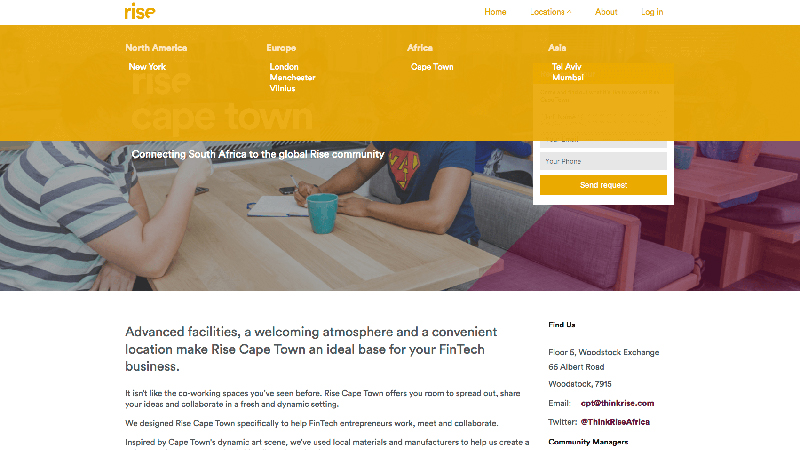 rise
Home Locations About Log in
North America Europe Africa Asia
New York London Cape Town Tel Aviv
Manchester Mumbai
Vilnius
rise
cape town
Connecting South Africa to the global Rise community
Your Phone
Send request
Advanced facilities, a welcoming atmosphere and a convenient
location make Rise Cape Town an ideal base for your FinTech
business.
It isn't like the co-working spaces you've seen before. Rise Cape Town offers you room to spread out, share
your ideas and collaborate in a fresh and dynamic setting.
We designed Rise Cape Town specifically to help FinTech entrepreneurs work, meet and collaborate.
Inspired by Cape Town's dynamic art scene, we've used local materials and manufacturers to help us create a
Find Us
Floor 5, Woodstock Exchange
66 Albert Road
Woodstock, 7915
Email: cpt@thinkrise.com
Twitter: @ThinkRiseAfrica
Community Managers